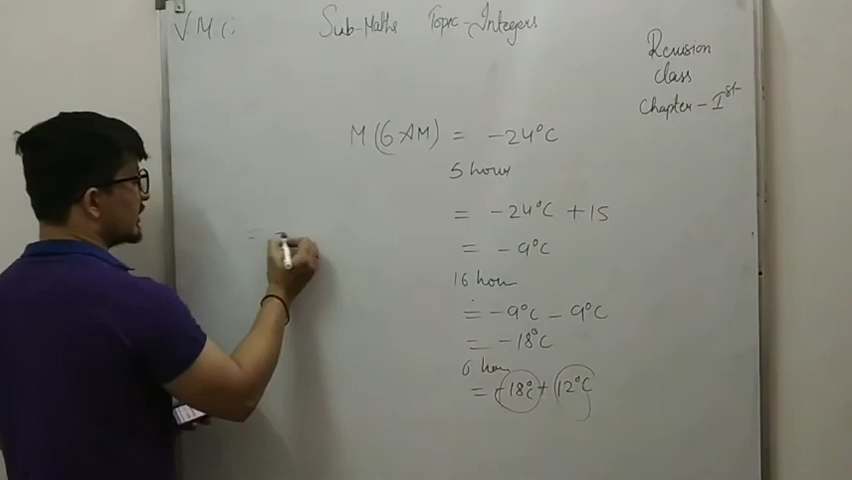 V.M.C. Sub-Maths Topic-Integers
Revision
class
Chapter-Ist
M (6 AM) = -24°C
5 hour
= -24°C +15
= -9°C
16 hour
= -9°C - 9°C
= -18°C
6 hour
= -18°C + 12°C
=